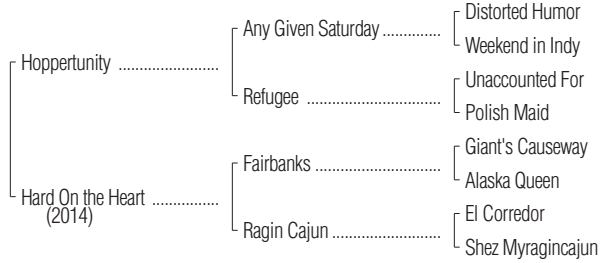 Distorted Humor
Any Given Saturday ..............
Weekend in Indy
Hoppertunity ........................
Unaccounted For
Refugee ................................
Polish Maid
Giant's Causeway
Fairbanks ..............................
Alaska Queen
Hard On the Heart ................
(2014)
El Corredor
Ragin Cajun ..........................
Shez Myragincajun